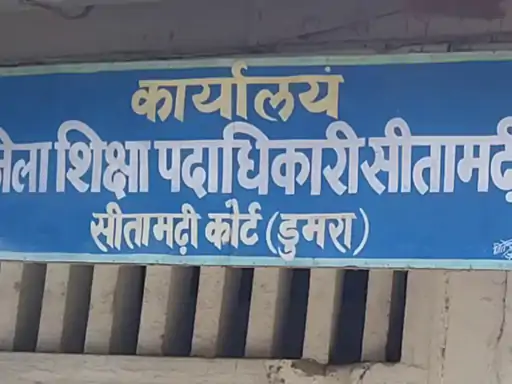 कार्यालय
जिला शिक्षा पदाधिकारी सीतामढ़ी
सीतामढ़ी कोर्ट (डुमरा)